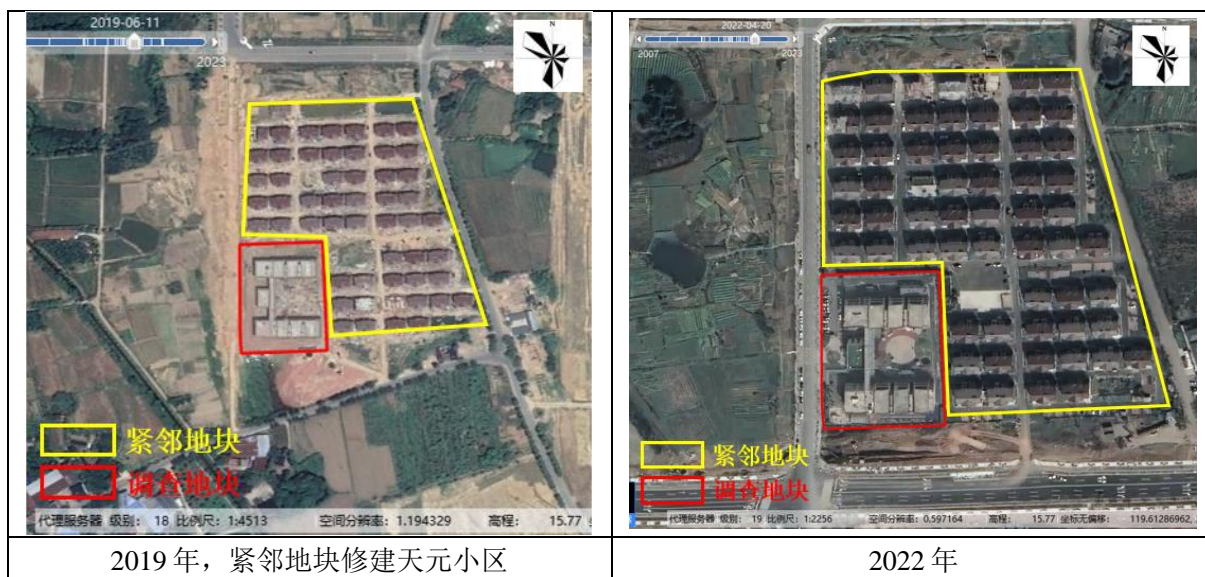 2019-06-11
2023
N
紧邻地块
调查地块
代理服务器 级别： 18 比例尺：1:4513 空间分辨率：1.194329 高程： 15.77
2019 年，紧邻地块修建天元小区
2022-04-20
2007 2023
N
紧邻地块
调查地块
代理服务器 级别： 19 比例尺：1:2256 空间分辨率：0.597164 高程： 15.77 坐标无偏移： 119.61286962,
2022 年